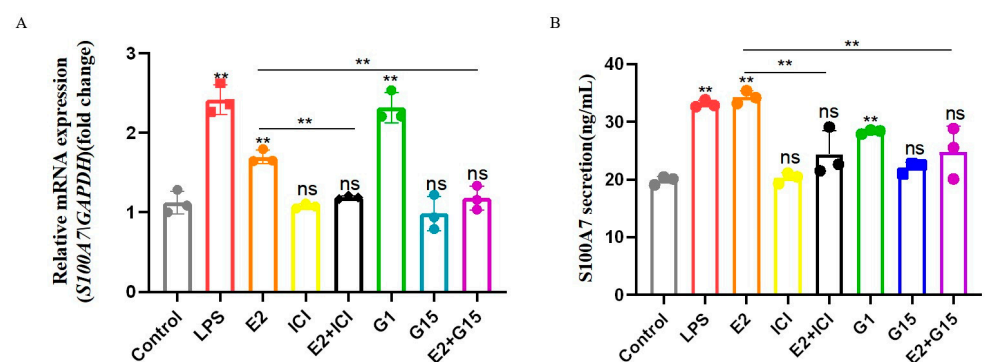 A
B
Relative mRNA expression
(S100A7\GAPDH)(fold change)
3
2
1
0
**
**
**
**
**
ns
ns
ns
ns
Control
LPS
E2
ICI
E2+ICI
G1
G15
E2+G15
S100A7 secretion(ng/mL)
40
30
20
10
0
**
**
**
**
**
ns
ns
ns
ns
Control
LPS
E2
ICI
E2+ICI
G1
G15
E2+G15